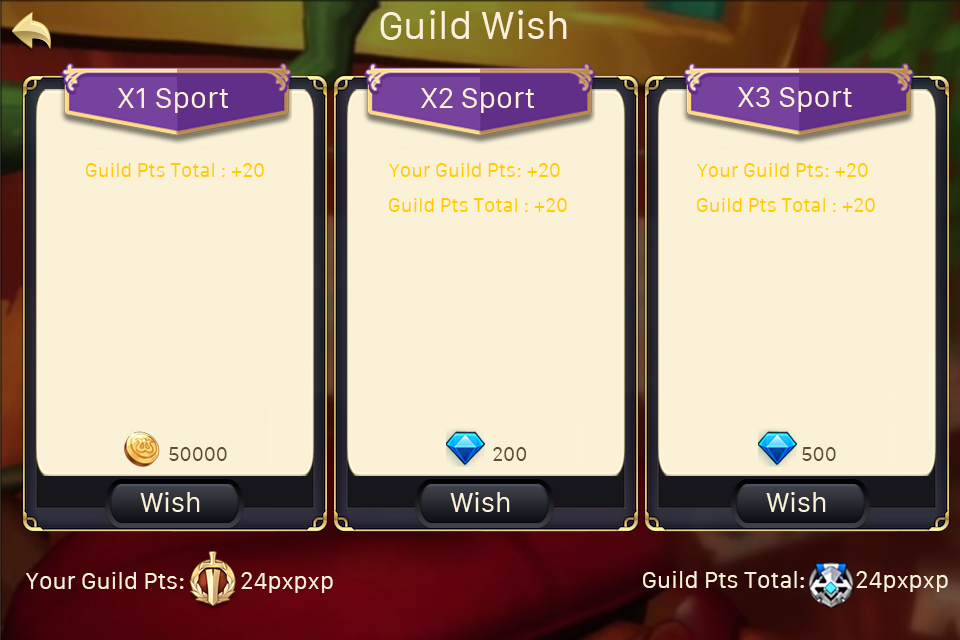 Guild Wish
X1 Sport
Guild Pts Total : +20
50000
Wish
X2 Sport
Your Guild Pts: +20
Guild Pts Total : +20
200
Wish
X3 Sport
Your Guild Pts: +20
Guild Pts Total : +20
500
Wish
Your Guild Pts: 24pxpxp
Guild Pts Total: 24pxpxp